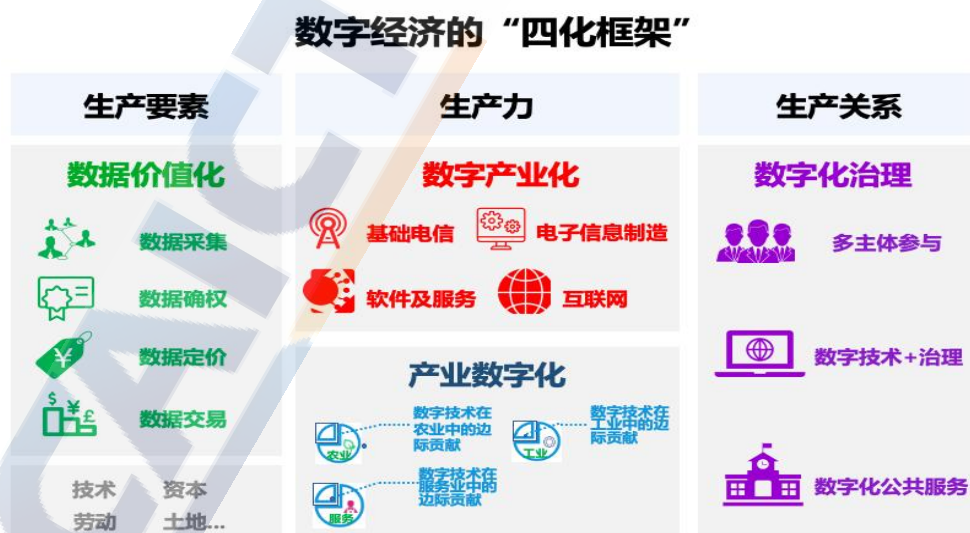 数字经济的“四化框架”
生产要素
生产力
生产关系
数据价值化
数据采集
数据确权
数据定价
数据交易
技术 资本
劳动 土地...
数字产业化
基础电信 电子信息制造
软件及服务 互联网
产业数字化
数字技术在
农业中的边
际贡献
农业
数字技术在
工业中的边
际贡献
工业
数字技术在
服务业中的
边际贡献
服务
数字化治理
多主体参与
数字技术+治理
数字化公共服务
CAICT